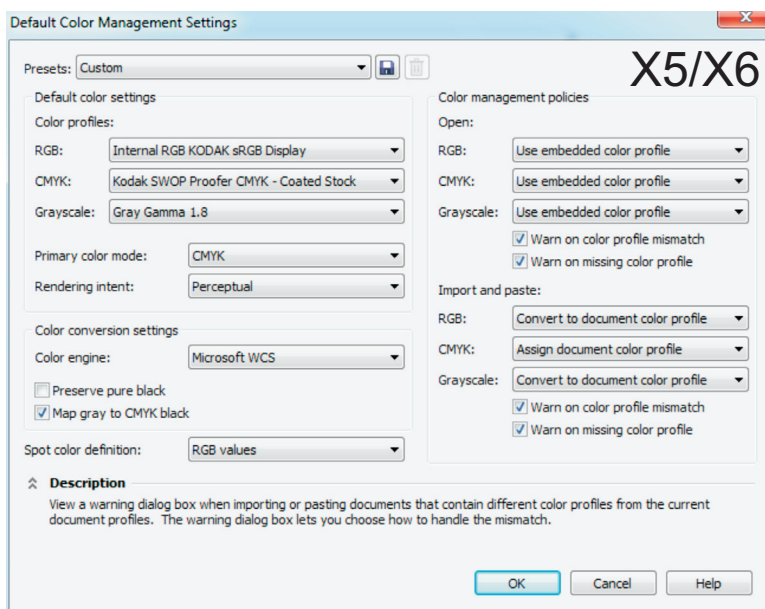 Default Color Management Settings
X5/X6
Presets: Custom
Default color settings
Color profiles:
RGB: Internal RGB KODAK sRGB Display
CMYK: Kodak SWOP Proofer CMYK - Coated Stock
Grayscale: Gray Gamma 1.8
Primary color mode: CMYK
Rendering intent: Perceptual
Color conversion settings
Color engine: Microsoft WCS
Preserve pure black
Map gray to CMYK black
Spot color definition: RGB values
Color management policies
Open:
RGB: Use embedded color profile
CMYK: Use embedded color profile
Grayscale: Use embedded color profile
Warn on color profile mismatch
Warn on missing color profile
Import and paste:
RGB: Convert to document color profile
CMYK: Assign document color profile
Grayscale: Convert to document color profile
Warn on color profile mismatch
Warn on missing color profile
Description
View a warning dialog box when importing or pasting documents that contain different color profiles from the current
document profiles. The warning dialog box lets you choose how to handle the mismatch.
OK Cancel Help